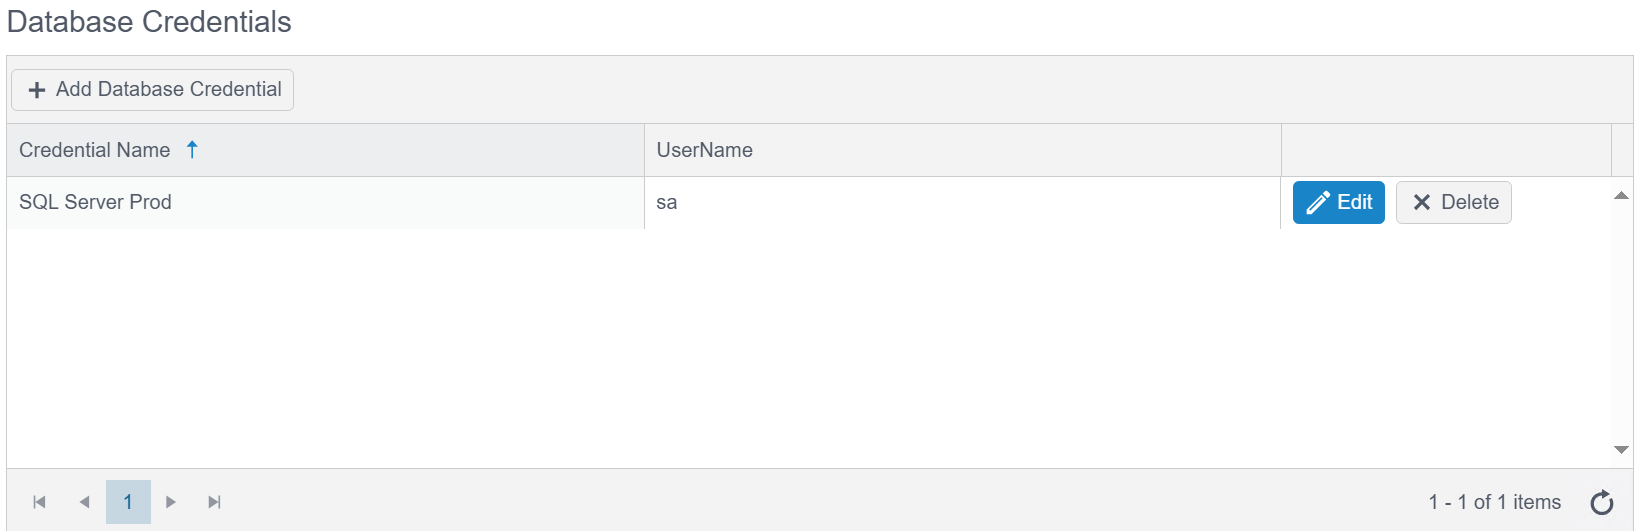 Database Credentials
Add Database Credential
Credential Name UserName
SQL Server Prod sa Edit Delete
1 1 - 1 of 1 items